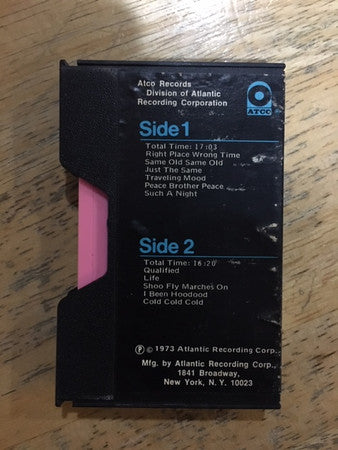 Atco Records
Division of Atlantic
Recording Corporation
ATCO
Side 1
Total Time: 17:03
Right Place Wrong Time
Same Old Same Old
Just The Same
Traveling Mood
Peace Brother Peace
Such A Night
Side 2
Total Time: 16:20
Qualified
Life
Shoo Fly Marches On
I Been Hoodood
Cold Cold Cold
Ⓟ © 1973 Atlantic Recording Corp.,
Mfg. by Atlantic Recording Corp.,
1841 Broadway,
New York, N. Y. 10023